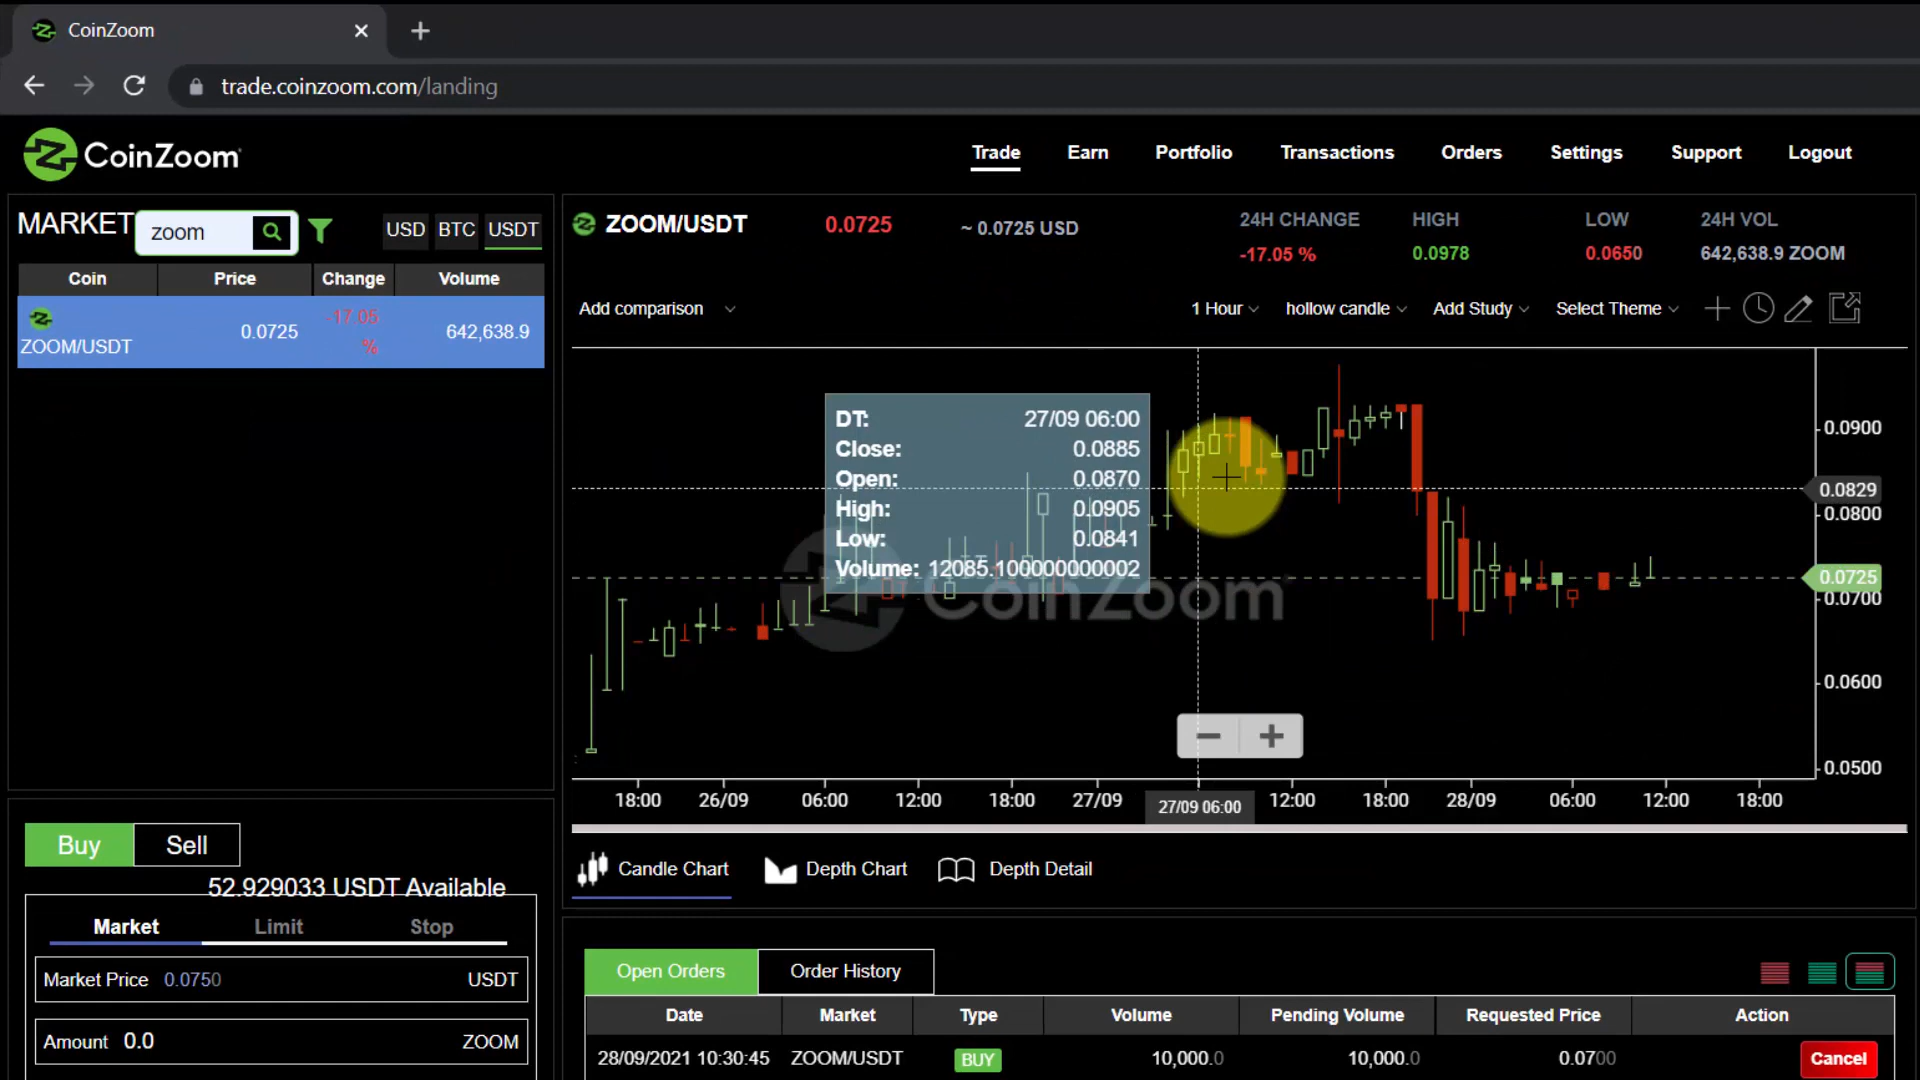 CoinZoom
trade.coinzoom.com/landing
CoinZoom
Trade Earn Portfolio Transactions Orders Settings Support Logout
MARKET zoom USD BTC USDT
Coin Price Change Volume
ZOOM/USDT 0.0725 -17.05 % 642,638.9
ZOOM/USDT 0.0725 ~ 0.0725 USD
24H CHANGE HIGH LOW 24H VOL
-17.05 % 0.0978 0.0650 642,638.9 ZOOM
Add comparison 1 Hour hollow candle Add Study Select Theme
DT: 27/09 06:00
Close: 0.0885
Open: 0.0870
High: 0.0905
Low: 0.0841
Volume: 12085.100000000002
CoinZoom
0.0900
0.0829
0.0800
0.0725
0.0700
0.0600
0.0500
18:00 26/09 06:00 12:00 18:00 27/09 27/09 06:00 12:00 18:00 28/09 06:00 12:00 18:00
Candle Chart Depth Chart Depth Detail
Buy Sell
52.929033 USDT Available
Market Limit Stop
Market Price 0.0750 USDT
Amount 0.0 ZOOM
Open Orders Order History
Date Market Type Volume Pending Volume Requested Price Action
28/09/2021 10:30:45 ZOOM/USDT BUY 10,000.0 10,000.0 0.0700 Cancel